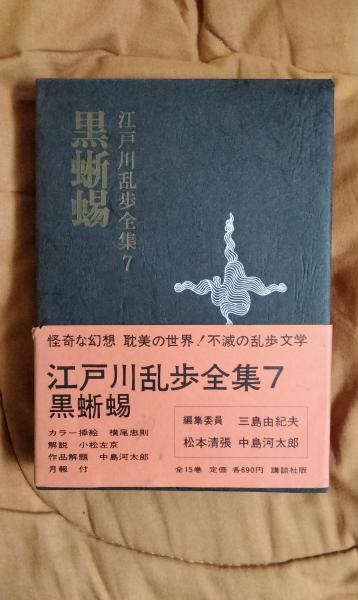 江戸川乱歩全集7
黒蜥蜴
怪奇な幻想 耽美の世界!不滅の乱歩文学
江戸川乱歩全集7
黒蜥蜴
カラー挿絵 横尾忠則
解説 小松左京
作品解題 中島河太郎
月報 付
編集委員 三島由紀夫
松本清張 中島河太郎
全15巻 定価 各690円 講談社版